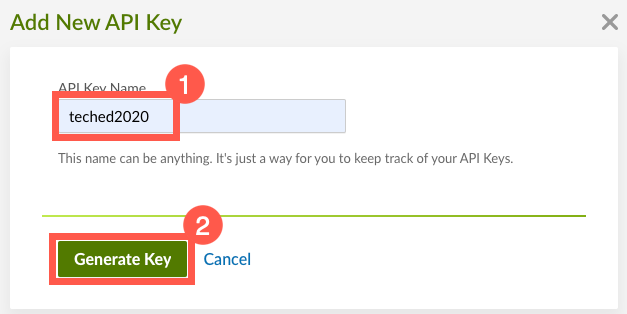 Add New API Key
API Key Name
1
teched2020
This name can be anything. It's just a way for you to keep track of your API Keys.
2
Generate Key Cancel